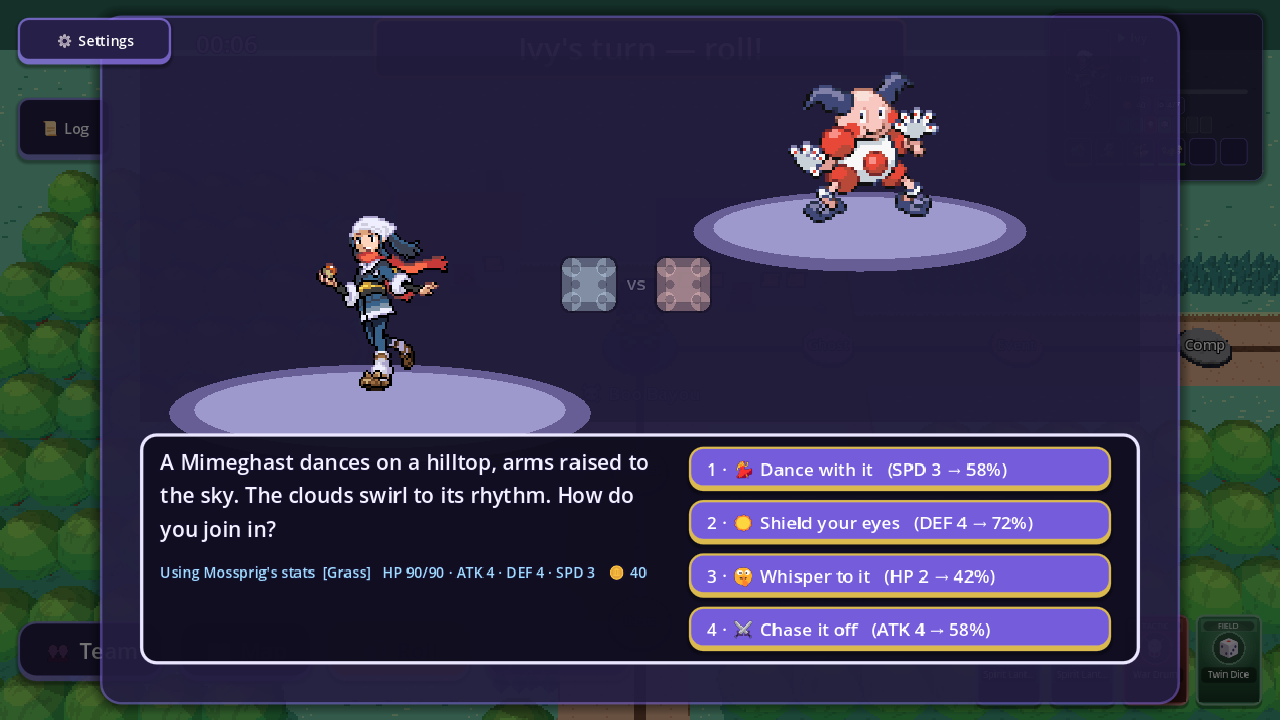 Settings
00:06
Ivy's turn — roll!
Log
vs
Comp
A Mimeghast dances on a hilltop, arms raised to
the sky. The clouds swirl to its rhythm. How do
you join in?
Using Mossprig's stats [Grass] HP 90/90 · ATK 4 · DEF 4 · SPD 3 40
1 · Dance with it (SPD 3 → 58%)
2 · Shield your eyes (DEF 4 → 72%)
3 · Whisper to it (HP 2 → 42%)
4 · Chase it off (ATK 4 → 58%)
Team
FIELD
Twin Dice